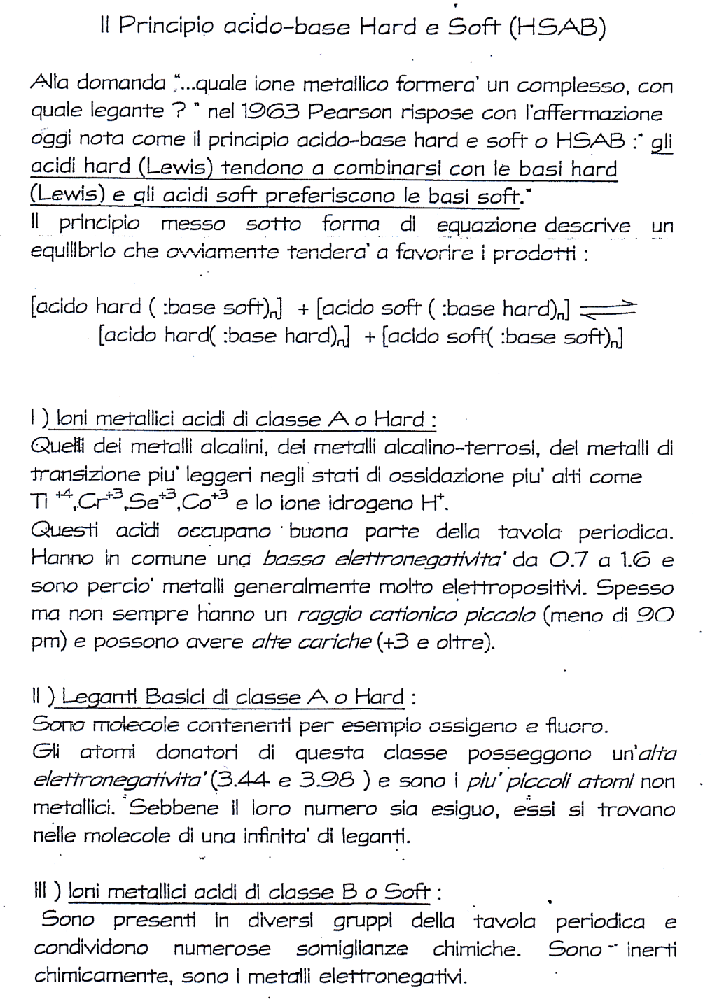 Il Principio acido-base Hard e Soft (HSAB)
Alla domanda "...quale ione metallico formera' un complesso, con
quale legante ? " nel 1963 Pearson rispose con l'affermazione
oggi nota come il principio acido-base hard e soft o HSAB :" gli
acidi hard (Lewis) tendono a combinarsi con le basi hard
(Lewis) e gli acidi soft preferiscono le basi soft."
Il principio messo sotto forma di equazione descrive un
equilibrio che ovviamente tendera' a favorire i prodotti :
[acido hard ( :base soft)n] + [acido soft ( :base hard)n] ⇌
[acido hard( :base hard)n] + [acido soft( :base soft)n]
I ) Ioni metallici acidi di classe A o Hard :
Quelli dei metalli alcalini, dei metalli alcalino-terrosi, dei metalli di
transizione piu' leggeri negli stati di ossidazione piu' alti come
Ti +4,Cr+3,Se+3,Co+3 e lo ione idrogeno H+.
Questi acidi occupano buona parte della tavola periodica.
Hanno in comune una bassa elettronegativita' da 0.7 a 1.6 e
sono percio' metalli generalmente molto elettropositivi. Spesso
ma non sempre hanno un raggio cationico piccolo (meno di 90
pm) e possono avere alte cariche (+3 e oltre).
II ) Leganti Basici di classe A o Hard :
Sono molecole contenenti per esempio ossigeno e fluoro.
Gli atomi donatori di questa classe posseggono un'alta
elettronegativita' (3.44 e 3.98 ) e sono i piu' piccoli atomi non
metallici. Sebbene il loro numero sia esiguo, essi si trovano
nelle molecole di una infinita' di leganti.
III ) Ioni metallici acidi di classe B o Soft :
Sono presenti in diversi gruppi della tavola periodica e
condividono numerose somiglianze chimiche. Sono inerti
chimicamente, sono i metalli elettronegativi.